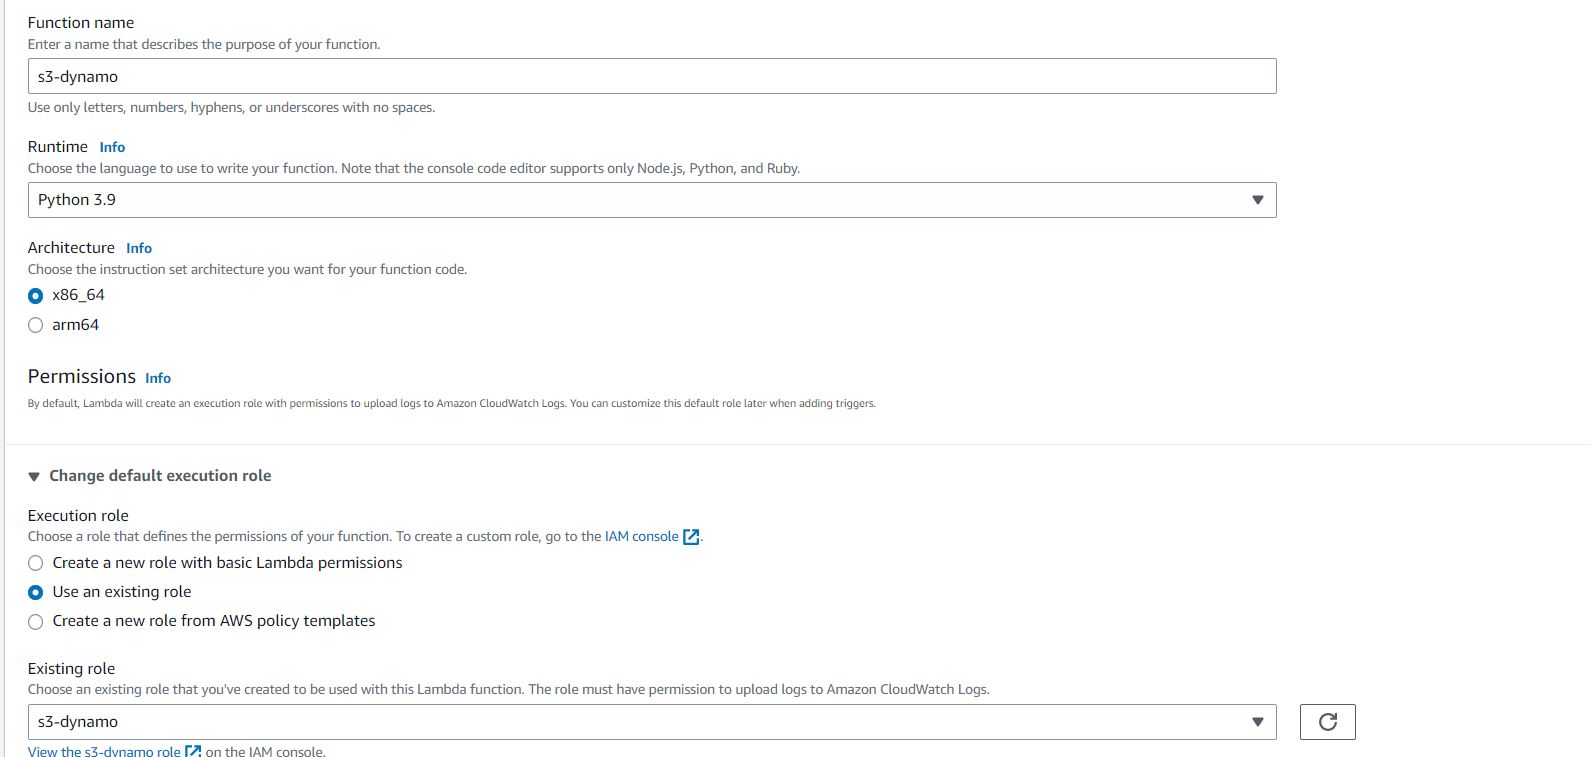 Function name
Enter a name that describes the purpose of your function.
s3-dynamo
Use only letters, numbers, hyphens, or underscores with no spaces.
Runtime Info
Choose the language to use to write your function. Note that the console code editor supports only Node.js, Python, and Ruby.
Python 3.9
Architecture Info
Choose the instruction set architecture you want for your function code.
x86_64
arm64
Permissions Info
By default, Lambda will create an execution role with permissions to upload logs to Amazon CloudWatch Logs. You can customize this default role later when adding triggers.
Change default execution role
Execution role
Choose a role that defines the permissions of your function. To create a custom role, go to the IAM console.
Create a new role with basic Lambda permissions
Use an existing role
Create a new role from AWS policy templates
Existing role
Choose an existing role that you've created to be used with this Lambda function. The role must have permission to upload logs to Amazon CloudWatch Logs.
s3-dynamo
View the s3-dynamo role on the IAM console.